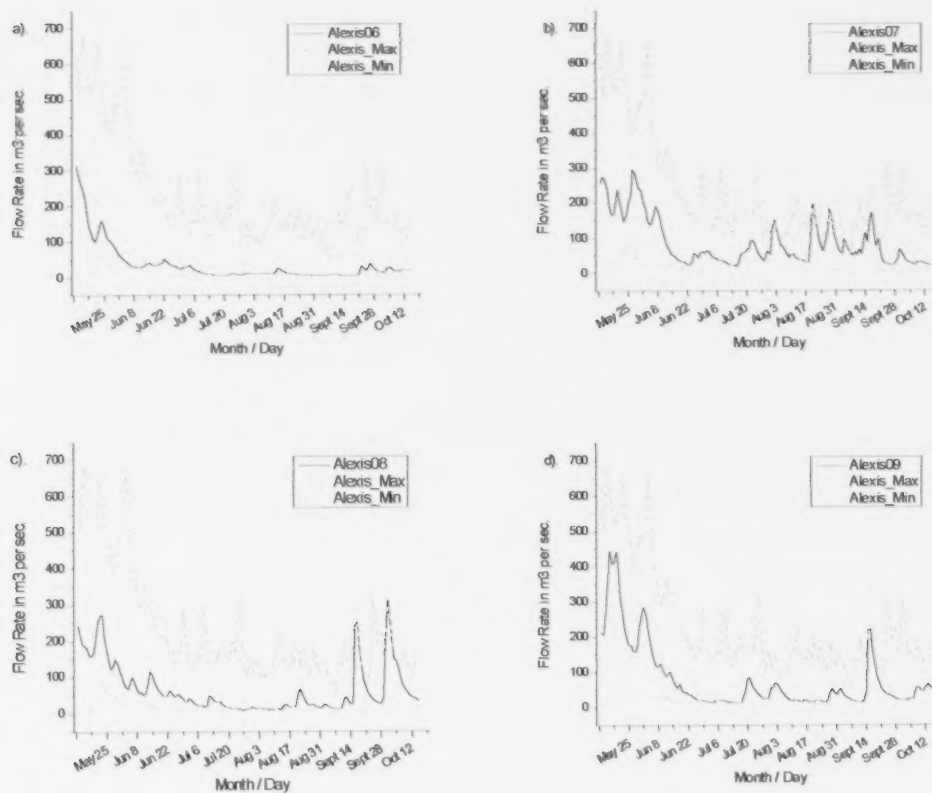 a).
Alexis06
Alexis_Max
Alexis_Min
Flow Rate in m3 per sec.
700
600
500
400
300
200
100
0
May 25
Jun 8
Jun 22
Jul 6
Jul 20
Aug 3
Aug 17
Aug 31
Sept 14
Sept 28
Oct 12
Month / Day
b).
Alexis07
Alexis_Max
Alexis_Min
Flow Rate in m3 per sec.
700
600
500
400
300
200
100
0
May 25
Jun 8
Jun 22
Jul 6
Jul 20
Aug 3
Aug 17
Aug 31
Sept 14
Sept 28
Oct 12
Month / Day
c).
Alexis08
Alexis_Max
Alexis_Min
Flow Rate in m3 per sec.
700
600
500
400
300
200
100
0
May 25
Jun 8
Jun 22
Jul 6
Jul 20
Aug 3
Aug 17
Aug 31
Sept 14
Sept 28
Oct 12
Month / Day
d).
Alexis09
Alexis_Max
Alexis_Min
Flow Rate in m3 per sec.
700
600
500
400
300
200
100
0
May 25
Jun 8
Jun 22
Jul 6
Jul 20
Aug 3
Aug 17
Aug 31
Sept 14
Sept 28
Oct 12
Month / Day